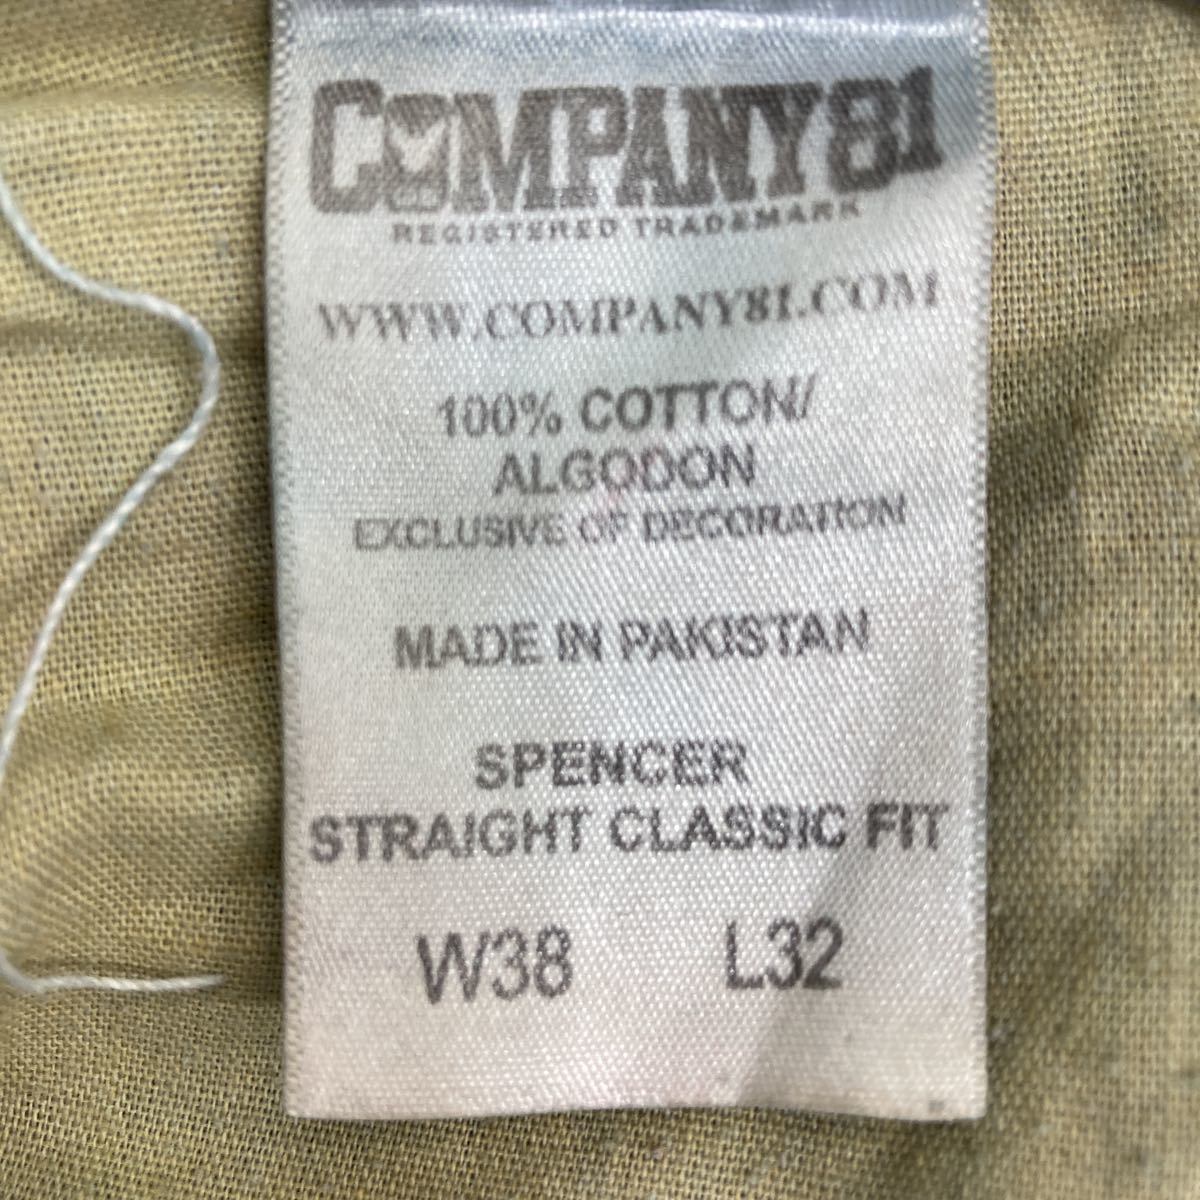 COMPANY81
REGISTERED TRADEMARK
WWW.COMPANY81.COM
100% COTTON/
ALGODON
EXCLUSIVE OF DECORATION
MADE IN PAKISTAN
SPENCER
STRAIGHT CLASSIC FIT
W38 L32